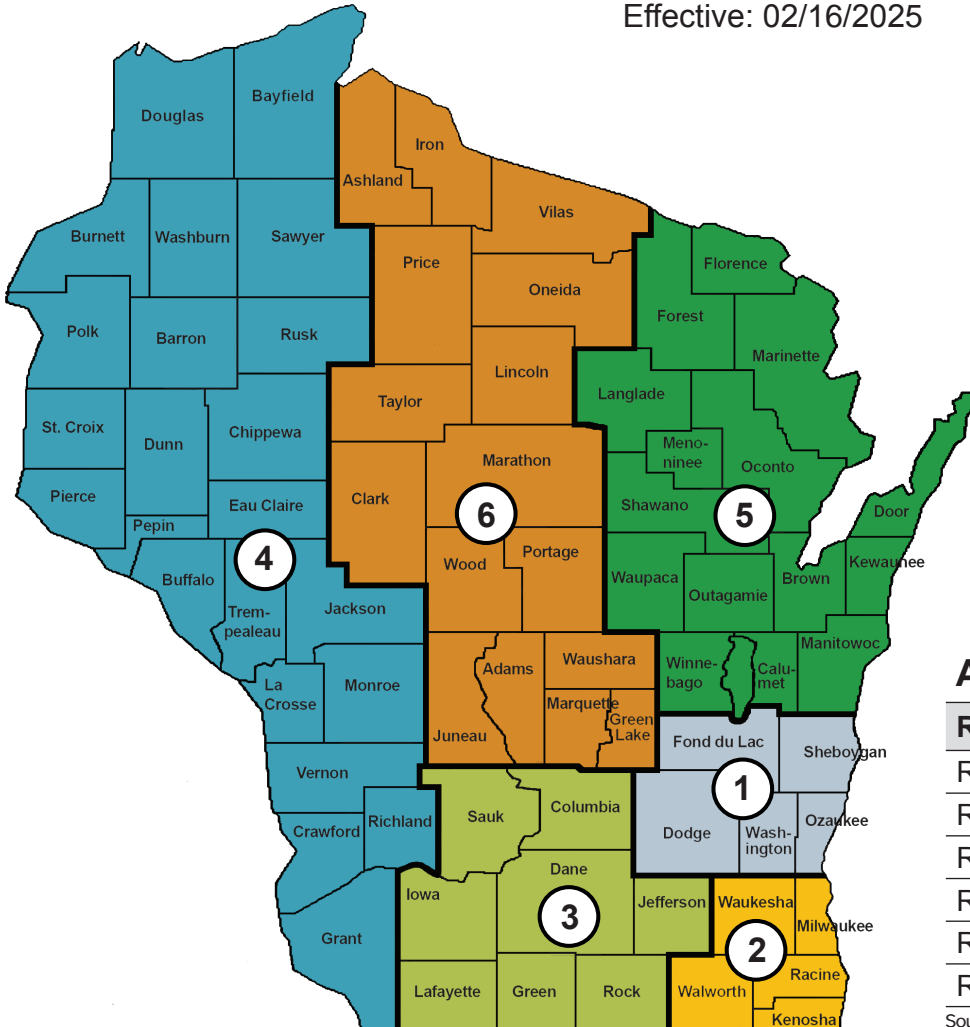 Effective: 02/16/2025
Bayfield
Douglas
Iron
Ashland
Vilas
Burnett
Washburn
Sawyer
Price
Florence
Oneida
Forest
Polk
Barron
Rusk
Marinette
Lincoln
Langlade
Taylor
St. Croix
Dunn
Chippewa
Meno-
ninee
Marathon
Oconto
Pierce
Clark
Eau Claire
Shawano
6
5
Door
Pepin
4
Wood
Portage
Kewaunee
Buffalo
Waupaca
Brown
Outagamie
Trem-
pealeau
Jackson
Manitowoc
Adams
Waushara
Winne-
bago
Calu-
met
La
Crosse
Monroe
Marquette
Green
Lake
Juneau
Fond du Lac
Sheboygan
A
R
Vernon
1
R
Sauk
Columbia
R
Crawford
Richland
Dodge
Wash-
ington
Ozaukee
R
Dane
Iowa
Jefferson
Waukesha
R
3
Milwaukee
Grant
2
R
Racine
Lafayette
Green
Rock
Walworth
R
Kenosha
Sou